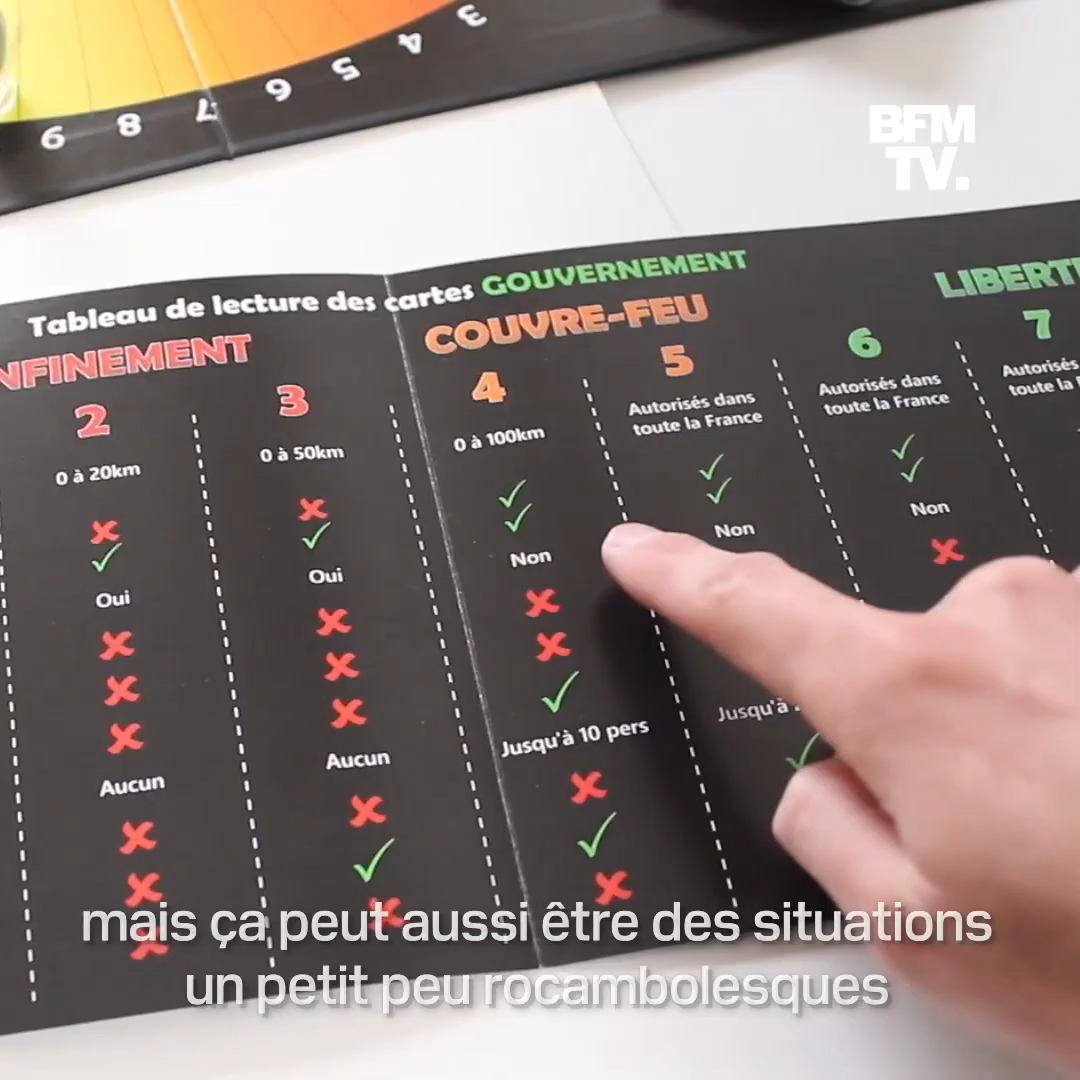 3
4
5
6
7
8
9
BFM
TV.
Tableau de lecture des cartes GOUVERNEMENT
NFINEMENT
COUVRE-FEU
LIBERT
2
3
4
5
6
7
0 à 20km
0 à 50km
0 à 100km
Autorisés dans
toute la France
Autorisés dans
toute la France
Autorisés
toute la
Oui
Oui
Non
Non
Non
Aucun
Aucun
Jusqu'à 10 pers
Jusqu'à
mais ça peut aussi être des situations
un petit peu rocambolesques